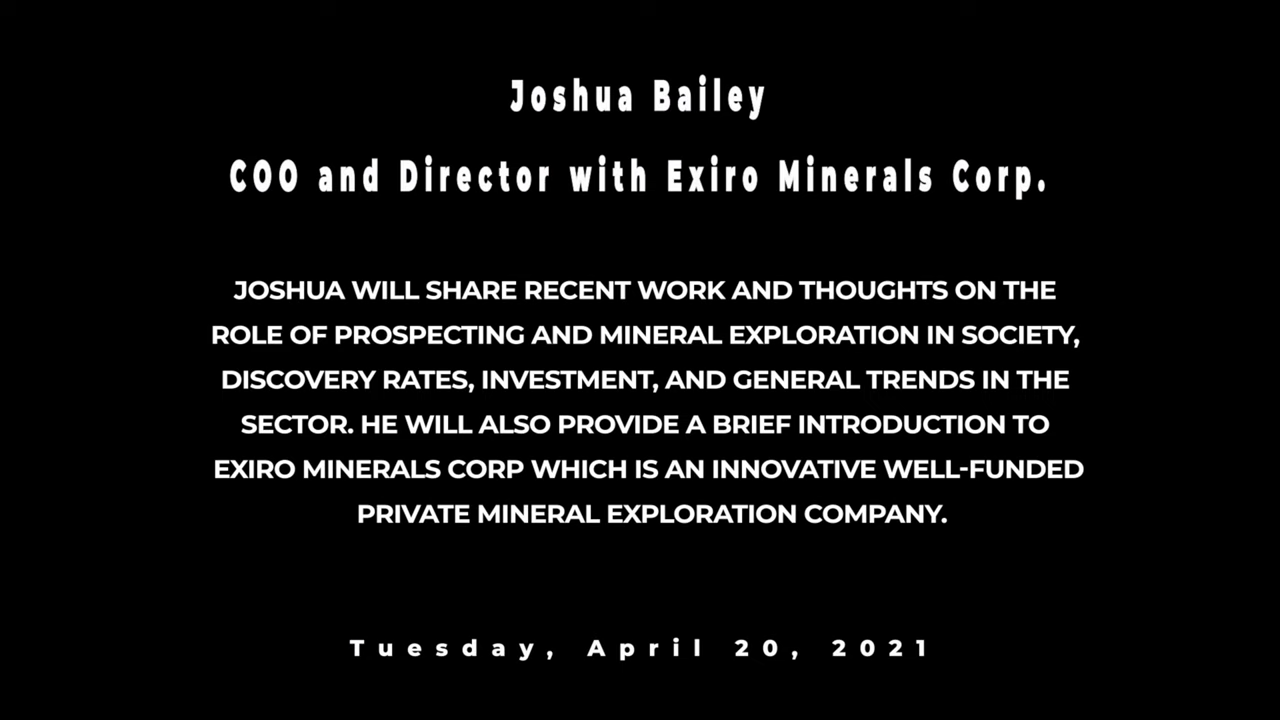 Joshua Bailey
COO and Director with Exiro Minerals Corp.
JOSHUA WILL SHARE RECENT WORK AND THOUGHTS ON THE
ROLE OF PROSPECTING AND MINERAL EXPLORATION IN SOCIETY,
DISCOVERY RATES, INVESTMENT, AND GENERAL TRENDS IN THE
SECTOR. HE WILL ALSO PROVIDE A BRIEF INTRODUCTION TO
EXIRO MINERALS CORP WHICH IS AN INNOVATIVE WELL-FUNDED
PRIVATE MINERAL EXPLORATION COMPANY.
Tuesday, April 20, 2021